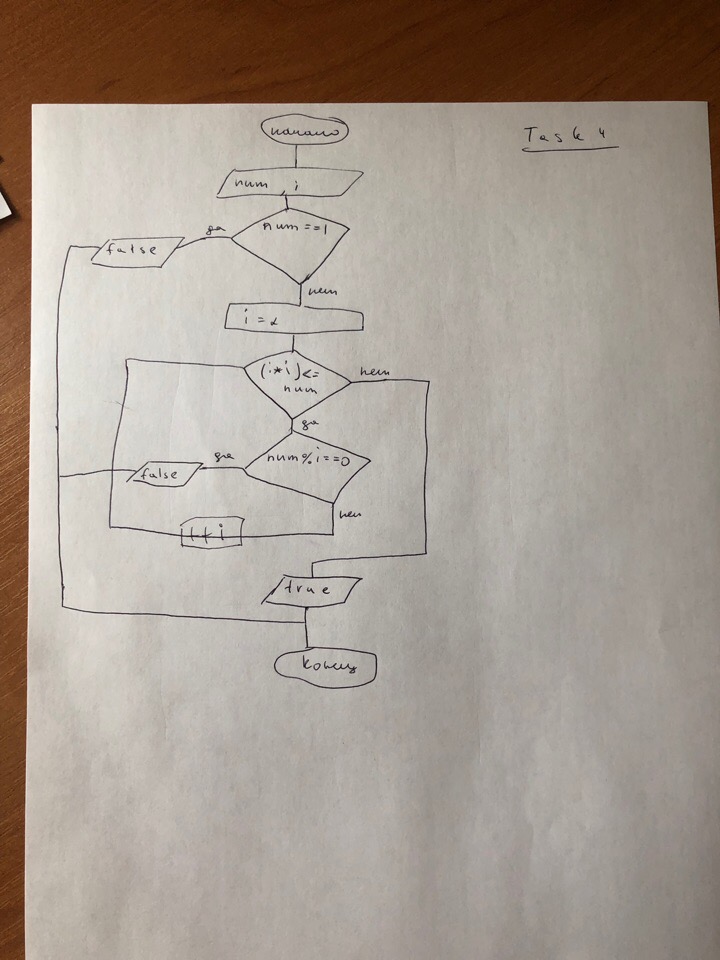 начало
Task 4
num , i
num == 1
да
false
нет
i = 2
(i*i) <=
num
нет
да
num % i == 0
да
false
нет
++i
true
конец